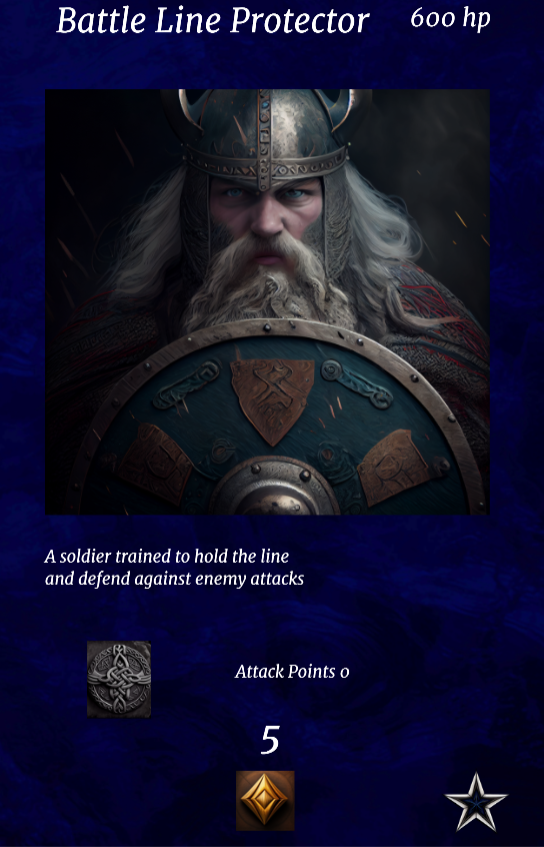 Battle Line Protector 600 hp
A soldier trained to hold the line
and defend against enemy attacks
Attack Points 0
5